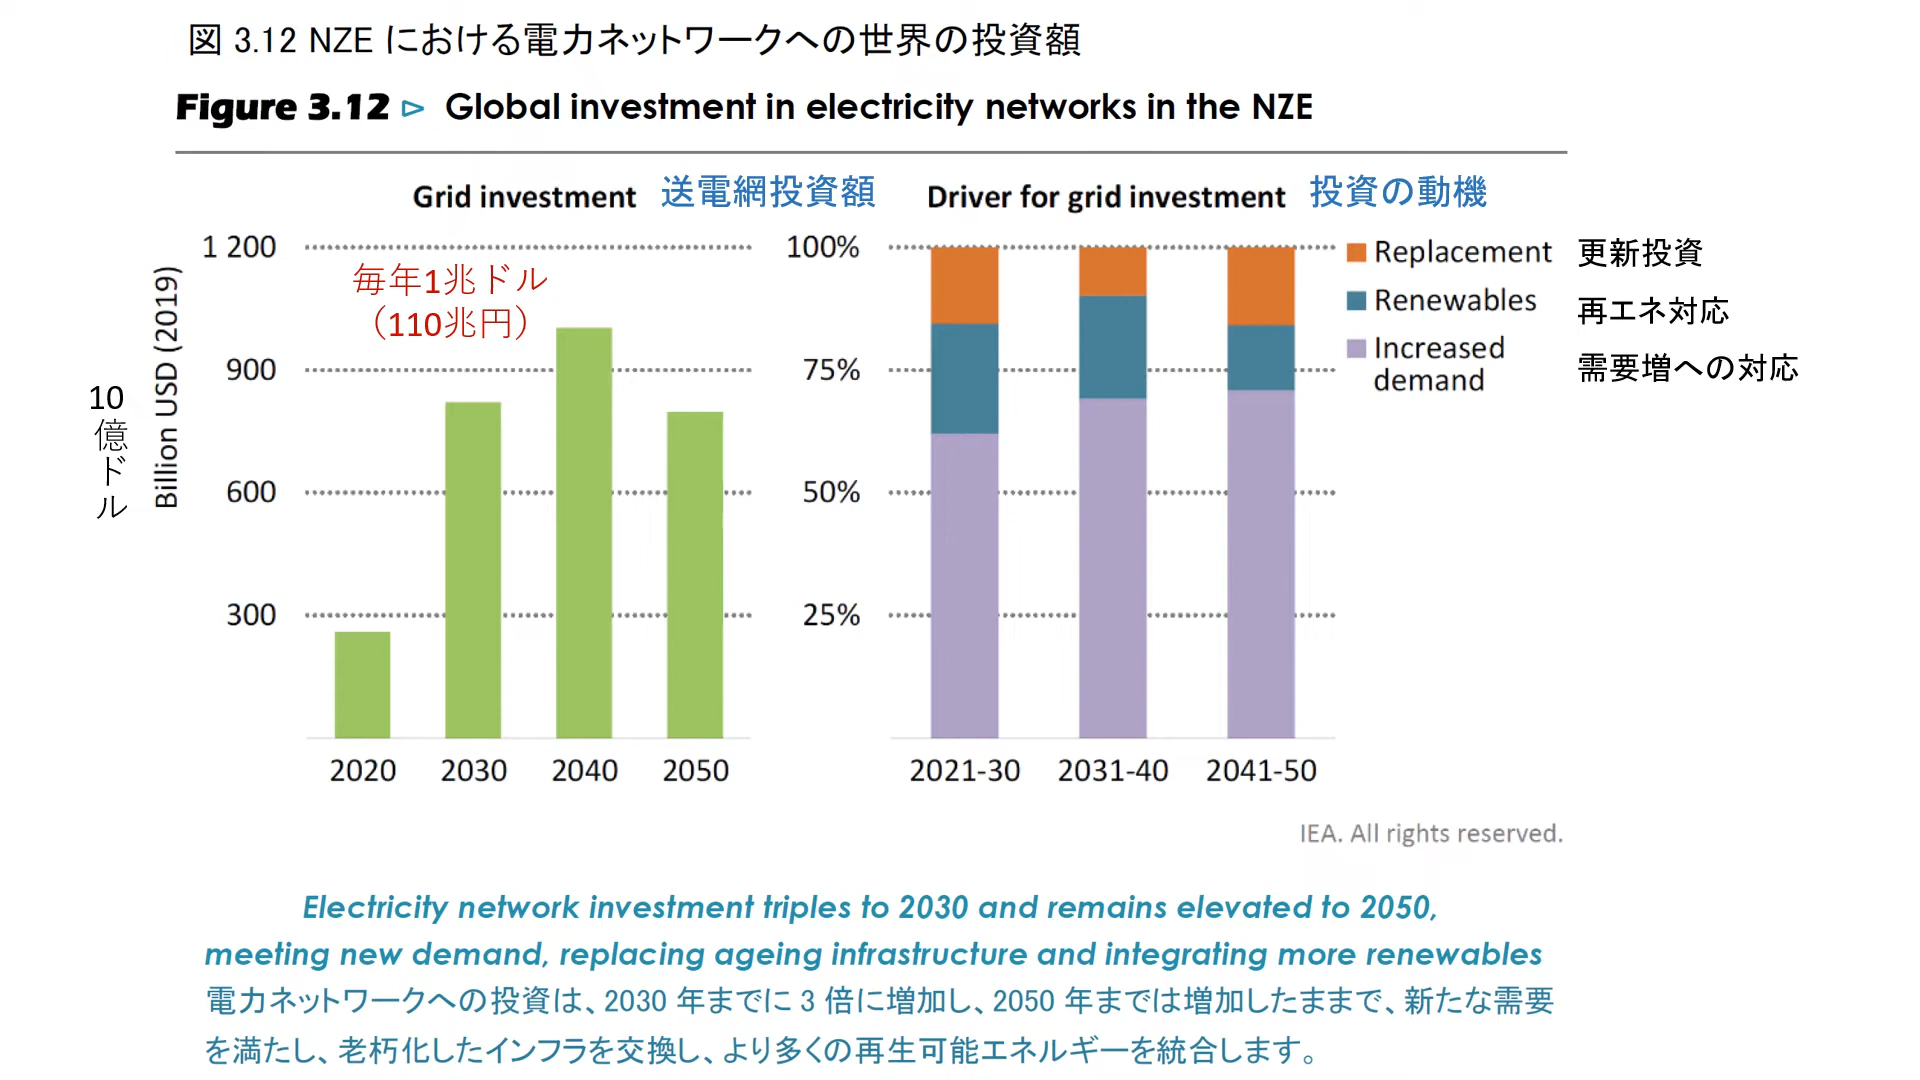 図 3.12 NZE における電力ネットワークへの世界の投資額
Figure 3.12 ▷ Global investment in electricity networks in the NZE
Grid investment 送電網投資額
Driver for grid investment 投資の動機
10億ドル
Billion USD (2019)
1 200
900
600
300
毎年1兆ドル
（110兆円）
2020 2030 2040 2050
100%
75%
50%
25%
2021-30 2031-40 2041-50
Replacement 更新投資
Renewables 再エネ対応
Increased
demand 需要増への対応
IEA. All rights reserved.
Electricity network investment triples to 2030 and remains elevated to 2050,
meeting new demand, replacing ageing infrastructure and integrating more renewables
電力ネットワークへの投資は、2030 年までに 3 倍に増加し、2050 年までは増加したままで、新たな需要
を満たし、老朽化したインフラを交換し、より多くの再生可能エネルギーを統合します。